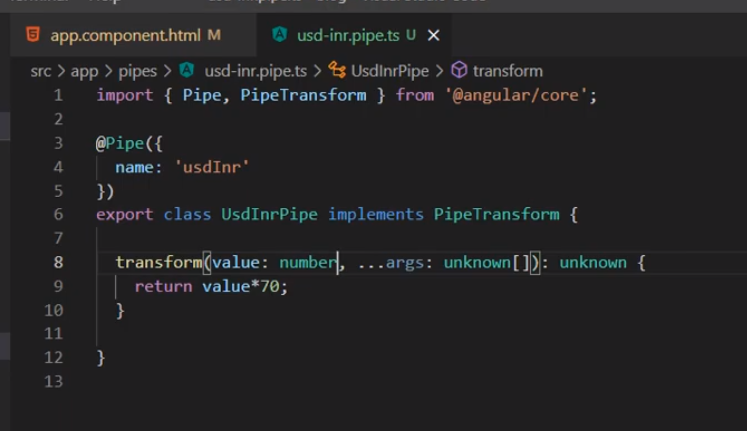 app.component.html M
usd-inr.pipe.ts U
src > app > pipes > usd-inr.pipe.ts > UsdInrPipe > transform
1 import { Pipe, PipeTransform } from '@angular/core';
2
3 @Pipe({
4 name: 'usdInr'
5 })
6 export class UsdInrPipe implements PipeTransform {
7
8 transform(value: number, ...args: unknown[]): unknown {
9 return value*70;
10 }
11
12 }
13